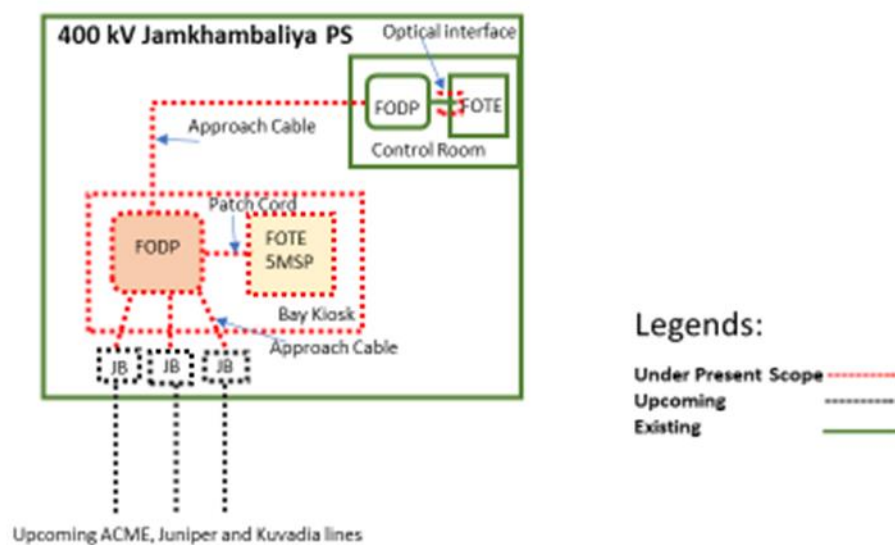 400 kV Jamkhambaliya PS
Optical interface
FODP
FOTE
Control Room
Approach Cable
Patch Cord
FODP
FOTE
5MSP
Bay Kiosk
Approach Cable
JB
JB
JB
Upcoming ACME, Juniper and Kuvadia lines
Legends:
Under Present Scope
Upcoming
Existing